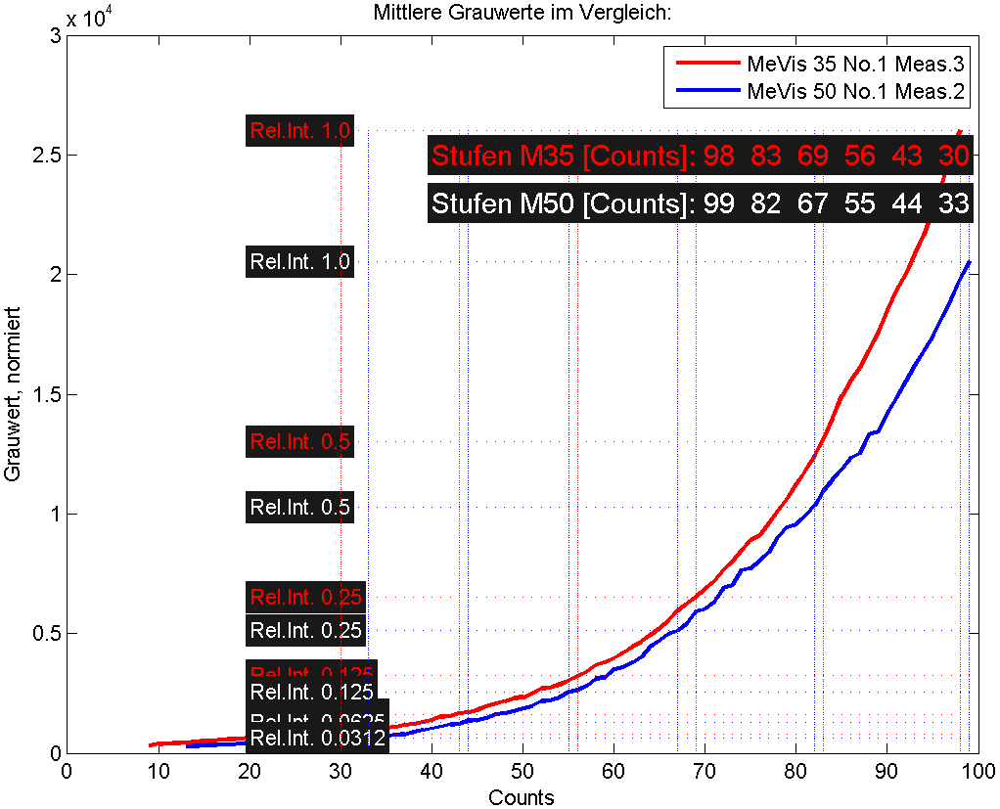 Mittlere Grauwerte im Vergleich:
x 10⁴
3
2.5
2
1.5
1
0.5
0
Grauwert, normiert
MeVis 35 No.1 Meas.3
MeVis 50 No.1 Meas.2
Rel.Int. 1.0
Stufen M35 [Counts]: 98 83 69 56 43 30
Stufen M50 [Counts]: 99 82 67 55 44 33
Rel.Int. 1.0
Rel.Int. 0.5
Rel.Int. 0.5
Rel.Int. 0.25
Rel.Int. 0.25
Rel.Int. 0.125
Rel.Int. 0.125
Rel.Int. 0.0625
Rel.Int. 0.0312
0 10 20 30 40 50 60 70 80 90 100
Counts